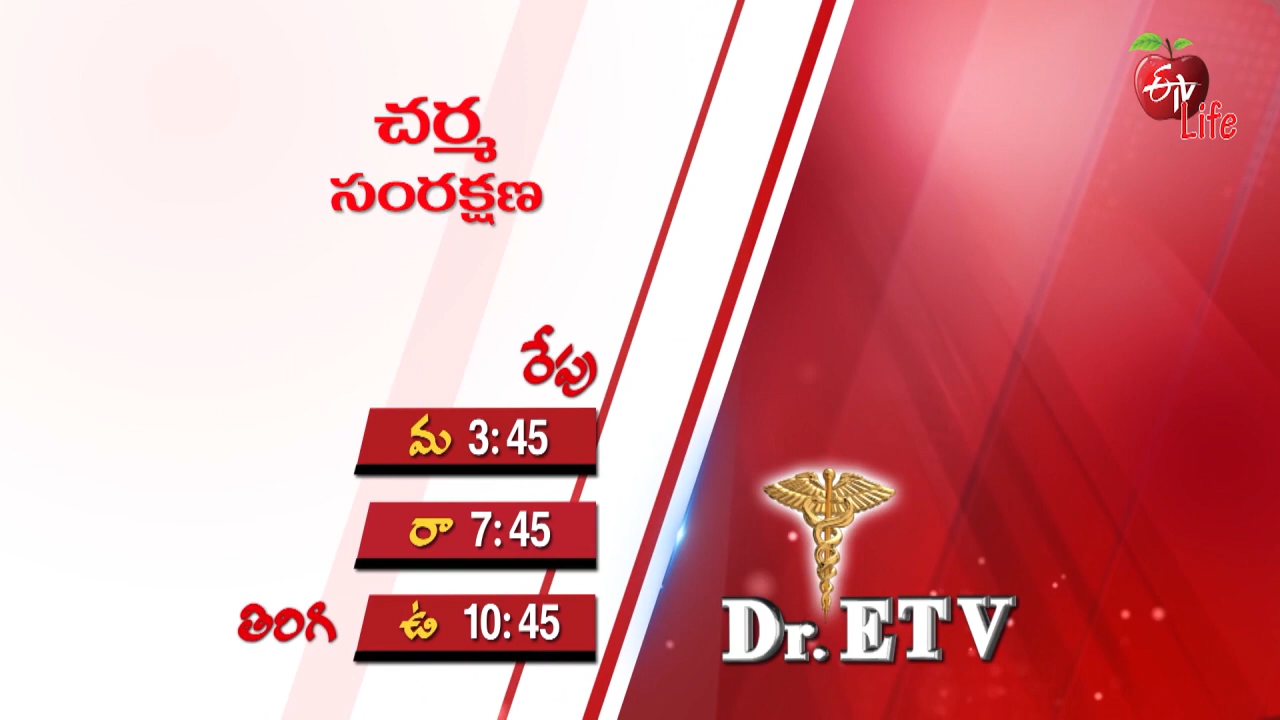 ETV
Life
చర్మ
సంరక్షణ
రేపు
మ 3:45
రా 7:45
తిరిగి ఉ 10:45
Dr. ETV